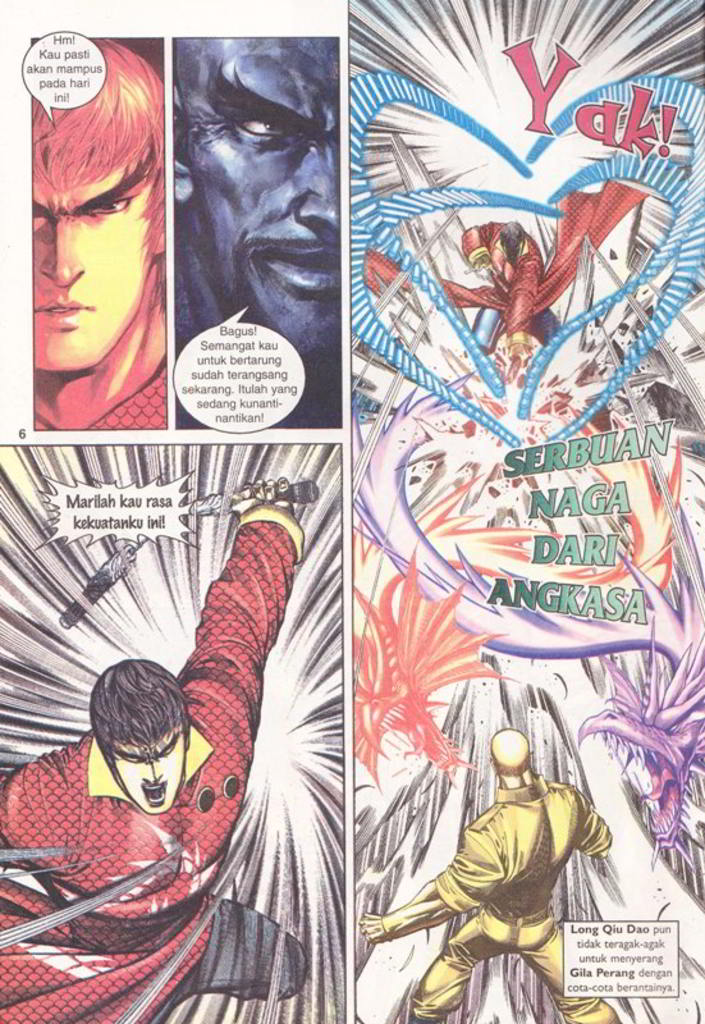 Hm!
Kau pasti
akan mampus
pada hari
ini!
Bagus!
Semangat kau
untuk bertarung
sudah terangsang
sekarang. Itulah yang
sedang kunanti-
nantikan!
6
Marilah kau rasa
kekuatanku ini!
Yak!
SERBUAN
NAGA
DARI
ANGKASA
Long Qiu Dao pun
tidak teragak-agak
untuk menyerang
Gila Perang dengan
cota-cota berantainya.